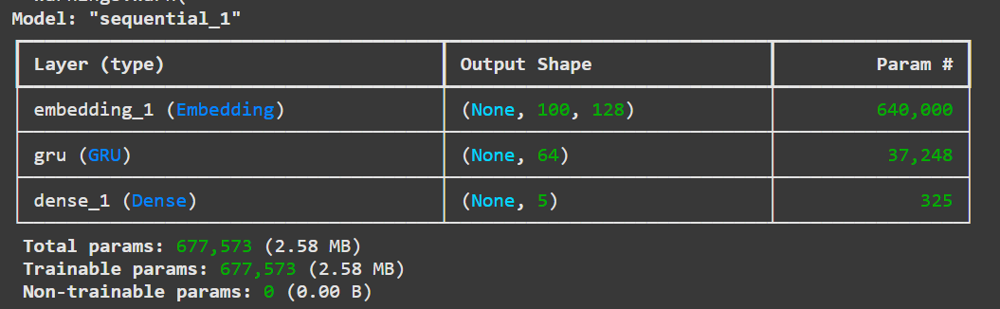 Model: "sequential_1"
Layer (type) Output Shape Param #
embedding_1 (Embedding) (None, 100, 128) 640,000
gru (GRU) (None, 64) 37,248
dense_1 (Dense) (None, 5) 325
Total params: 677,573 (2.58 MB)
Trainable params: 677,573 (2.58 MB)
Non-trainable params: 0 (0.00 B)